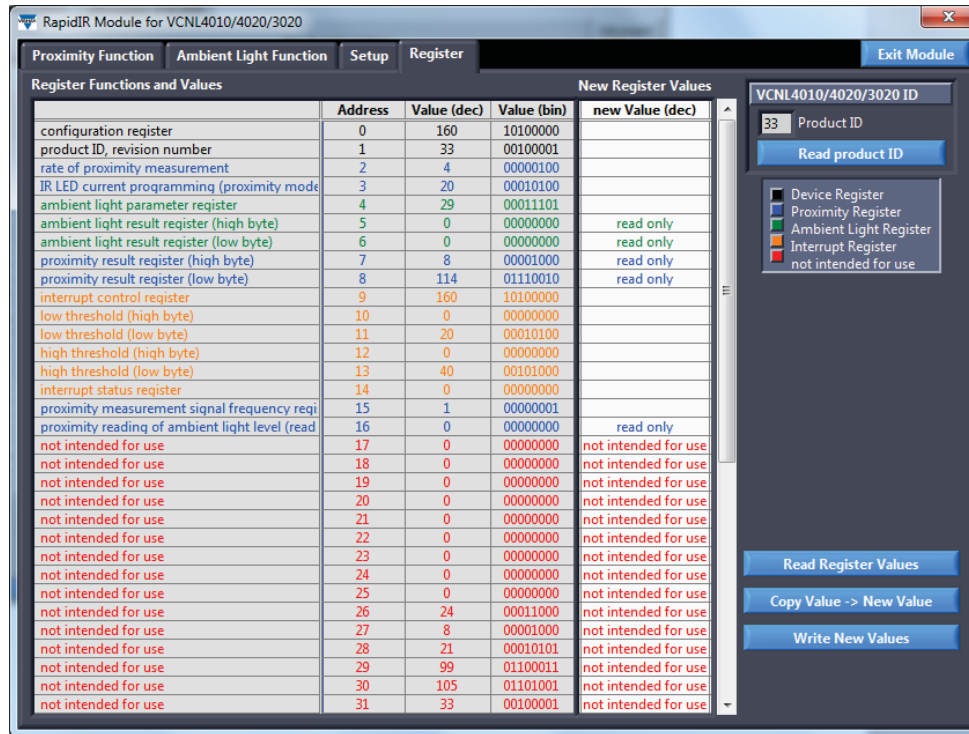 RapidIR Module for VCNL4010/4020/3020
Proximity Function Ambient Light Function Setup Register Exit Module
Register Functions and Values New Register Values
Address Value (dec) Value (bin) new Value (dec)
configuration register 0 160 10100000
product ID, revision number 1 33 00100001
rate of proximity measurement 2 4 00000100
IR LED current programming (proximity mode 3 20 00010100
ambient light parameter register 4 29 00011101
ambient light result register (high byte) 5 0 00000000 read only
ambient light result register (low byte) 6 0 00000000 read only
proximity result register (high byte) 7 8 00001000 read only
proximity result register (low byte) 8 114 01110010 read only
interrupt control register 9 160 10100000
low threshold (high byte) 10 0 00000000
low threshold (low byte) 11 20 00010100
high threshold (high byte) 12 0 00000000
high threshold (low byte) 13 40 00101000
interrupt status register 14 0 00000000
proximity measurement signal frequency regi 15 1 00000001
proximity reading of ambient light level (read 16 0 00000000 read only
not intended for use 17 0 00000000 not intended for use
not intended for use 18 0 00000000 not intended for use
not intended for use 19 0 00000000 not intended for use
not intended for use 20 0 00000000 not intended for use
not intended for use 21 0 00000000 not intended for use
not intended for use 22 0 00000000 not intended for use
not intended for use 23 0 00000000 not intended for use
not intended for use 24 0 00000000 not intended for use
not intended for use 25 0 00000000 not intended for use
not intended for use 26 24 00011000 not intended for use
not intended for use 27 8 00001000 not intended for use
not intended for use 28 21 00010101 not intended for use
not intended for use 29 99 01100011 not intended for use
not intended for use 30 105 01101001 not intended for use
not intended for use 31 33 00100001 not intended for use
VCNL4010/4020/3020 ID
33 Product ID
Read product ID
Device Register
Proximity Register
Ambient Light Register
Interrupt Register
not intended for use
Read Register Values
Copy Value -> New Value
Write New Values